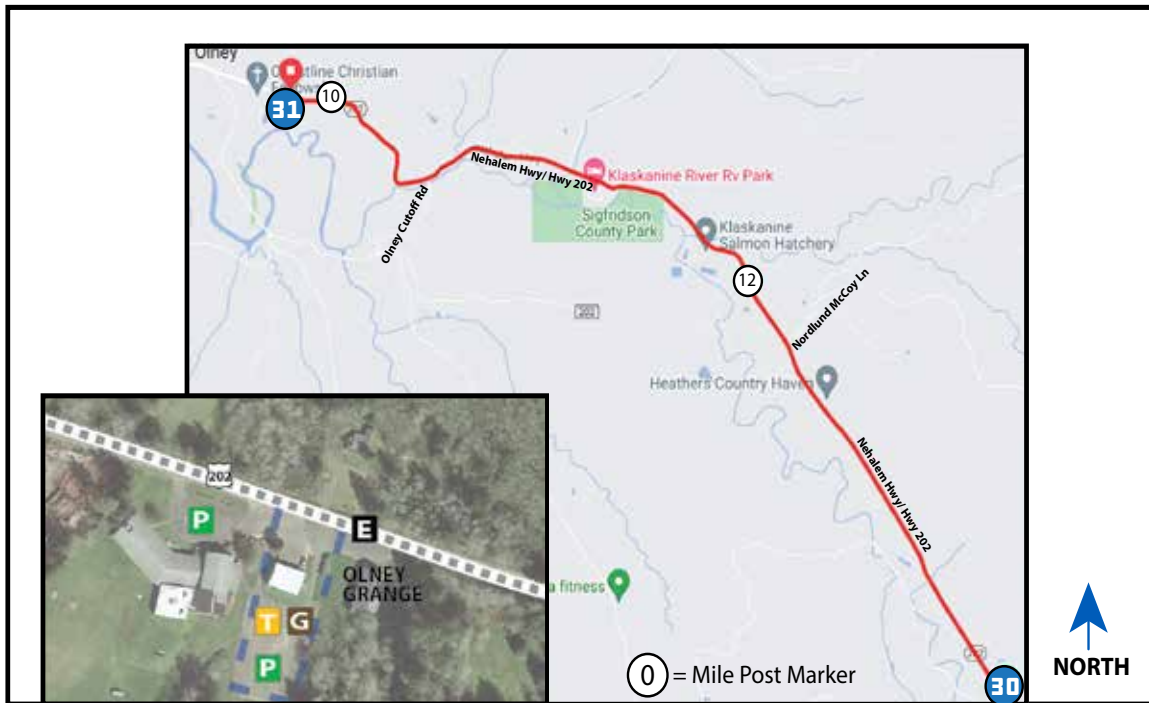 Olney
Christian
31
10
Nehalem Hwy/ Hwy 202
Klaskanine River Rv Park
Olney Cutoff Rd
Sigfridson
County Park
Klaskanine
Salmon Hatchery
12
202
Nordlund McCoy Ln
Heathers Country Haven
Nehalem Hwy/ Hwy 202
202
P
E
OLNEY
GRANGE
T G
P
a fitness
0 = Mile Post Marker
30
NORTH